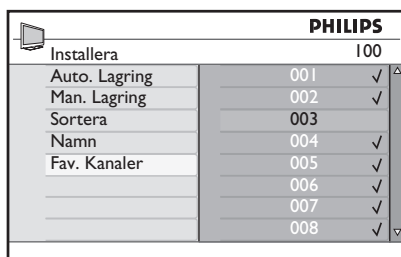 PHILIPS
Installera 100
Auto. Lagring 001 ✓
Man. Lagring 002 ✓
Sortera 003
Namn 004 ✓
Fav. Kanaler 005 ✓
006 ✓
007 ✓
008 ✓